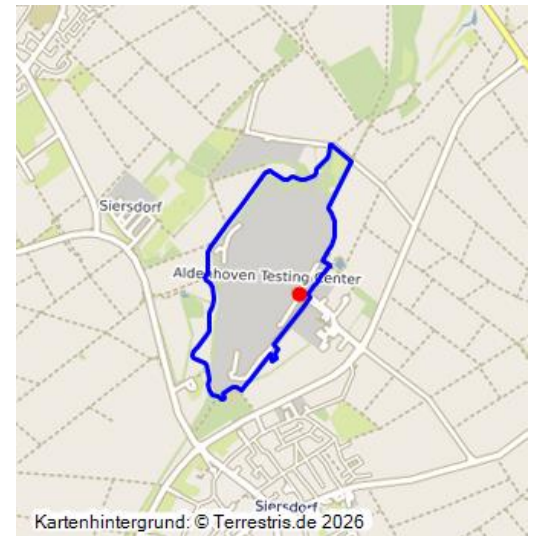 Siersdorf
Aldenhoven Testing Center
Siersdorf
Kartenhintergrund: © Terrestris.de 2026